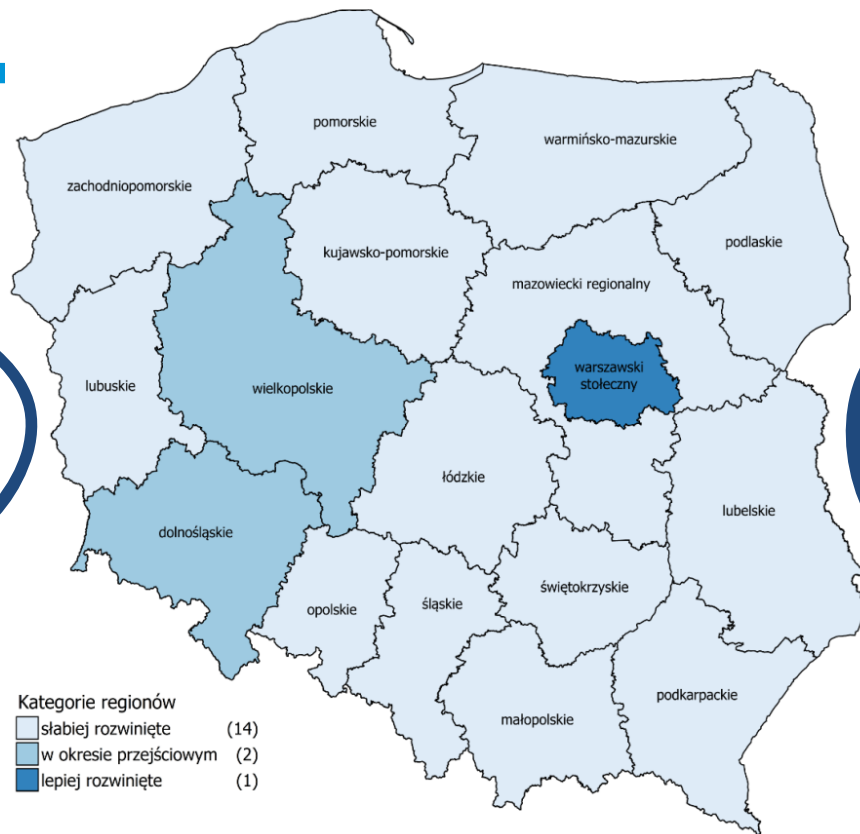 pomorskie
warmińsko-mazurskie
zachodniopomorskie
podlaskie
kujawsko-pomorskie
mazowiecki regionalny
warszawski
stołeczny
lubuskie
wielkopolskie
łódzkie
lubelskie
dolnośląskie
świętokrzyskie
opolskie
śląskie
podkarpackie
małopolskie
Kategorie regionów
słabiej rozwinięte (14)
w okresie przejściowym (2)
lepiej rozwinięte (1)